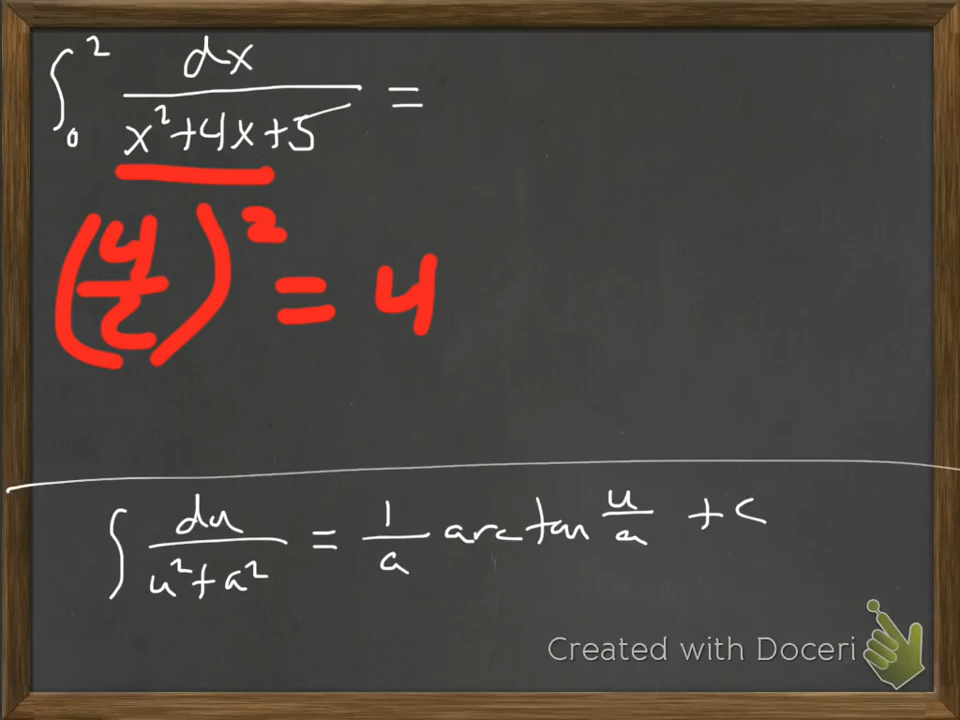 ∫₀² dx / (x² + 4x + 5) =
(4/2)² = 4
∫ du / (u² + a²) = 1/a arctan u/a + c
Created with Doceri